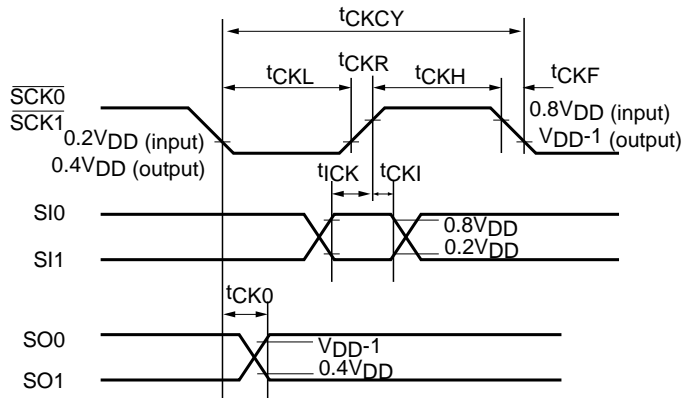 tCKCY
tCKR
tCKL
tCKH
tCKF
SCK0
SCK1
0.8VDD (input)
0.2VDD (input)
VDD-1 (output)
0.4VDD (output)
tICK
tCKI
SI0
0.8VDD
0.2VDD
SI1
tCK0
SO0
VDD-1
0.4VDD
SO1